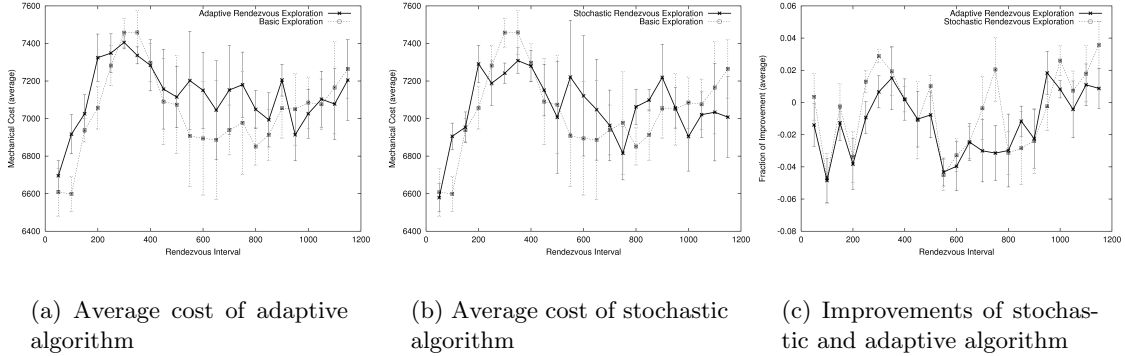 7600
7400
7200
7000
6800
6600
6400
0 200 400 600 800 1000 1200
Mechanical Cost (average)
Rendezvous Interval
Adaptive Rendezvous Exploration
Basic Exploration
7600
7400
7200
7000
6800
6600
6400
0 200 400 600 800 1000 1200
Mechanical Cost (average)
Rendezvous Interval
Stochastic Rendezvous Exploration
Basic Exploration
0.06
0.04
0.02
0
-0.02
-0.04
-0.06
-0.08
0 200 400 600 800 1000 1200
Fraction of Improvement (average)
Rendezvous Interval
Adaptive Rendezvous Exploration
Stochastic Rendezvous Exploration
(a) Average cost of adaptive
algorithm
(b) Average cost of stochastic
algorithm
(c) Improvements of stochas-
tic and adaptive algorithm